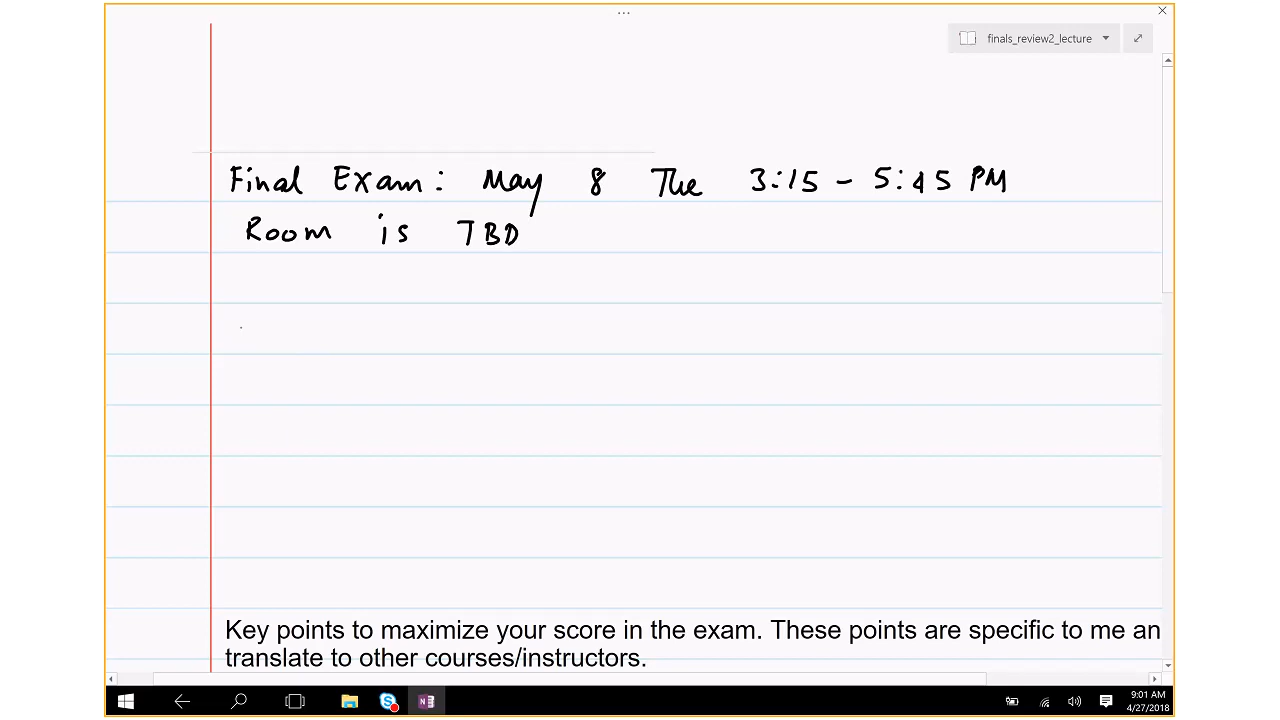 finals_review2_lecture
Final Exam: May 8 Tue 3:15 - 5:45 PM
Room is TBD
Key points to maximize your score in the exam. These points are specific to me an
translate to other courses/instructors.
9:01 AM
4/27/2018